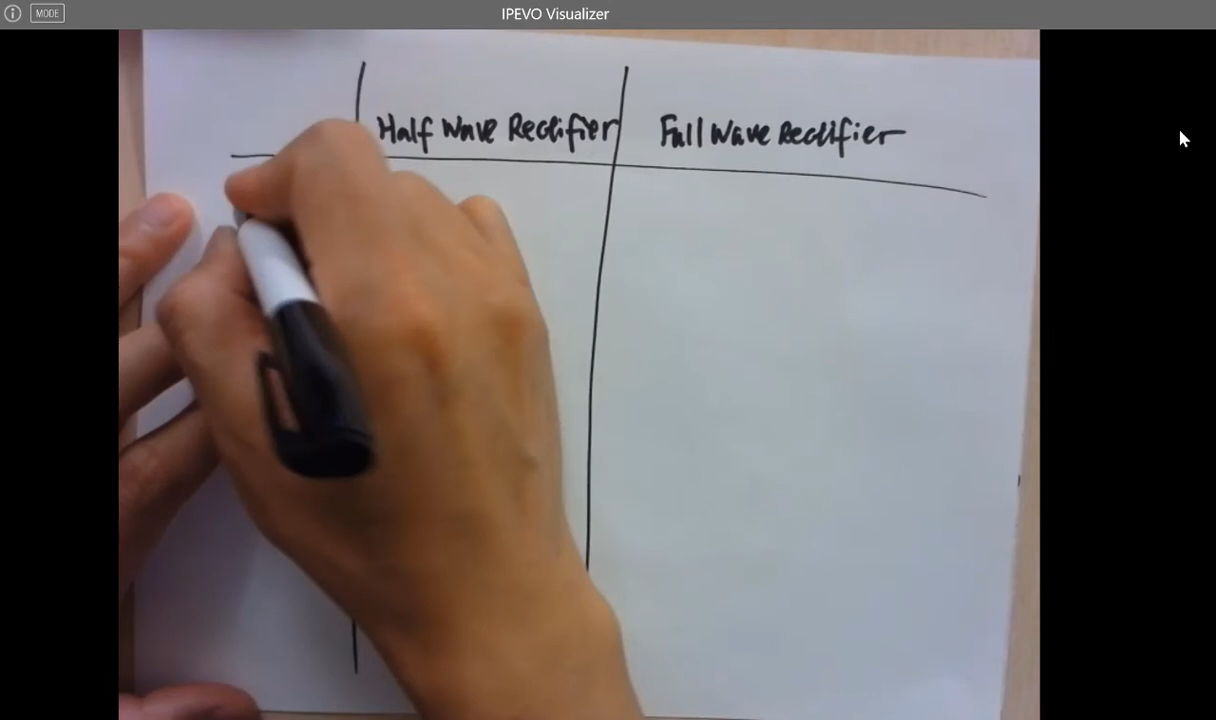 MODE
IPEVO Visualizer
Half Wave Rectifier
Full Wave Rectifier